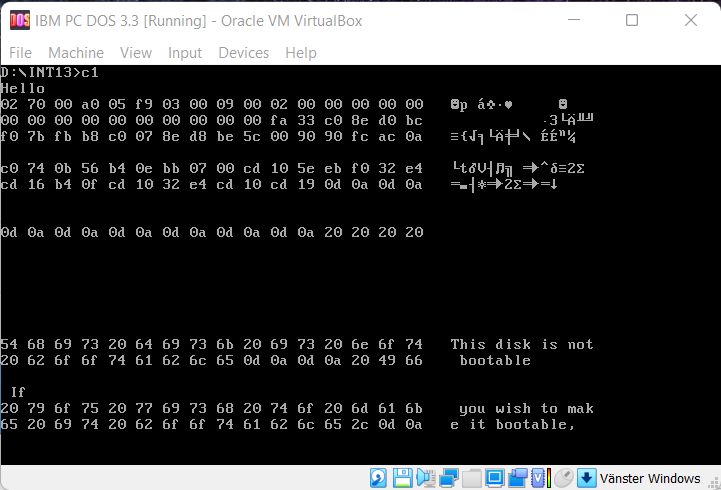 DOS IBM PC DOS 3.3 [Running] - Oracle VM VirtualBox
File Machine View Input Devices Help
D:\INT13>c1
Hello
02 70 00 a0 05 f9 03 00 09 00 02 00 00 00 00 00 ◘p á♣·♥ ◘
00 00 00 00 00 00 00 00 00 fa 33 c0 8e d0 bc ·3└Ä╨╝
f0 7b fb b8 c0 07 8e d8 be 5c 00 90 90 fc ac 0a ≡{√╕└Ä╪╛\ ÉÉⁿ¼
c0 74 0b 56 b4 0e bb 07 00 cd 10 5e eb f0 32 e4 └t♂V┤♫╗ ═►^δ≡2Σ
cd 16 b4 0f cd 10 32 e4 cd 10 cd 19 0d 0a 0d 0a ═▬┤☼═►2Σ═►═↓
0d 0a 0d 0a 0d 0a 0d 0a 0d 0a 0d 0a 20 20 20 20
54 68 69 73 20 64 69 73 6b 20 69 73 20 6e 6f 74 This disk is not
20 62 6f 6f 74 61 62 6c 65 0d 0a 0d 0a 20 49 66 bootable
If
20 79 6f 75 20 77 69 73 68 20 74 6f 20 6d 61 6b you wish to mak
65 20 69 74 20 62 6f 6f 74 61 62 6c 65 2c 0d 0a e it bootable,
Vänster Windows